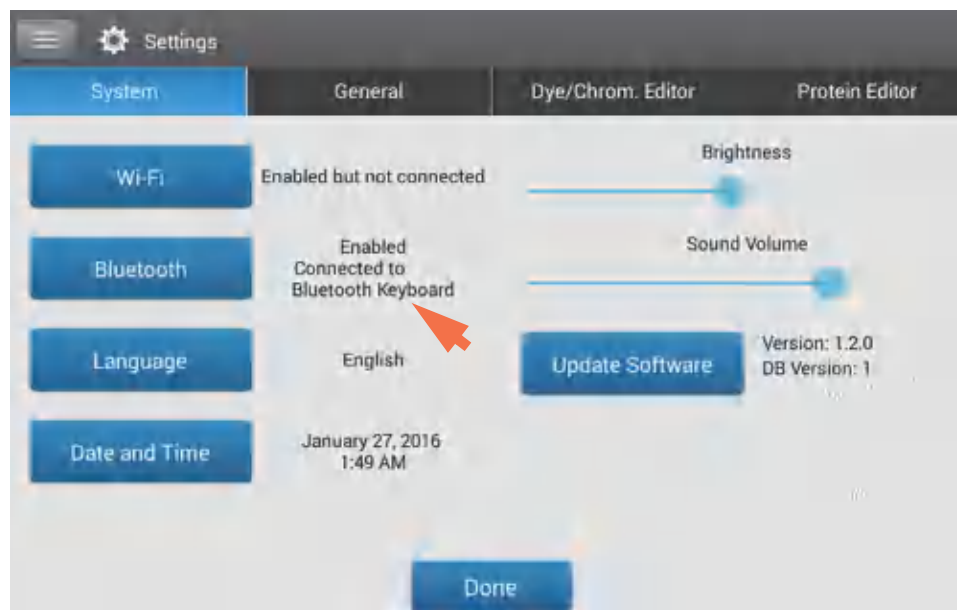 Settings
System
General
Dye/Chrom. Editor
Protein Editor
Wi-Fi
Enabled but not connected
Brightness
Bluetooth
Enabled
Connected to
Bluetooth Keyboard
Sound Volume
Language
English
Update Software
Version: 1.2.0
DB Version: 1
Date and Time
January 27, 2016
1:49 AM
Done